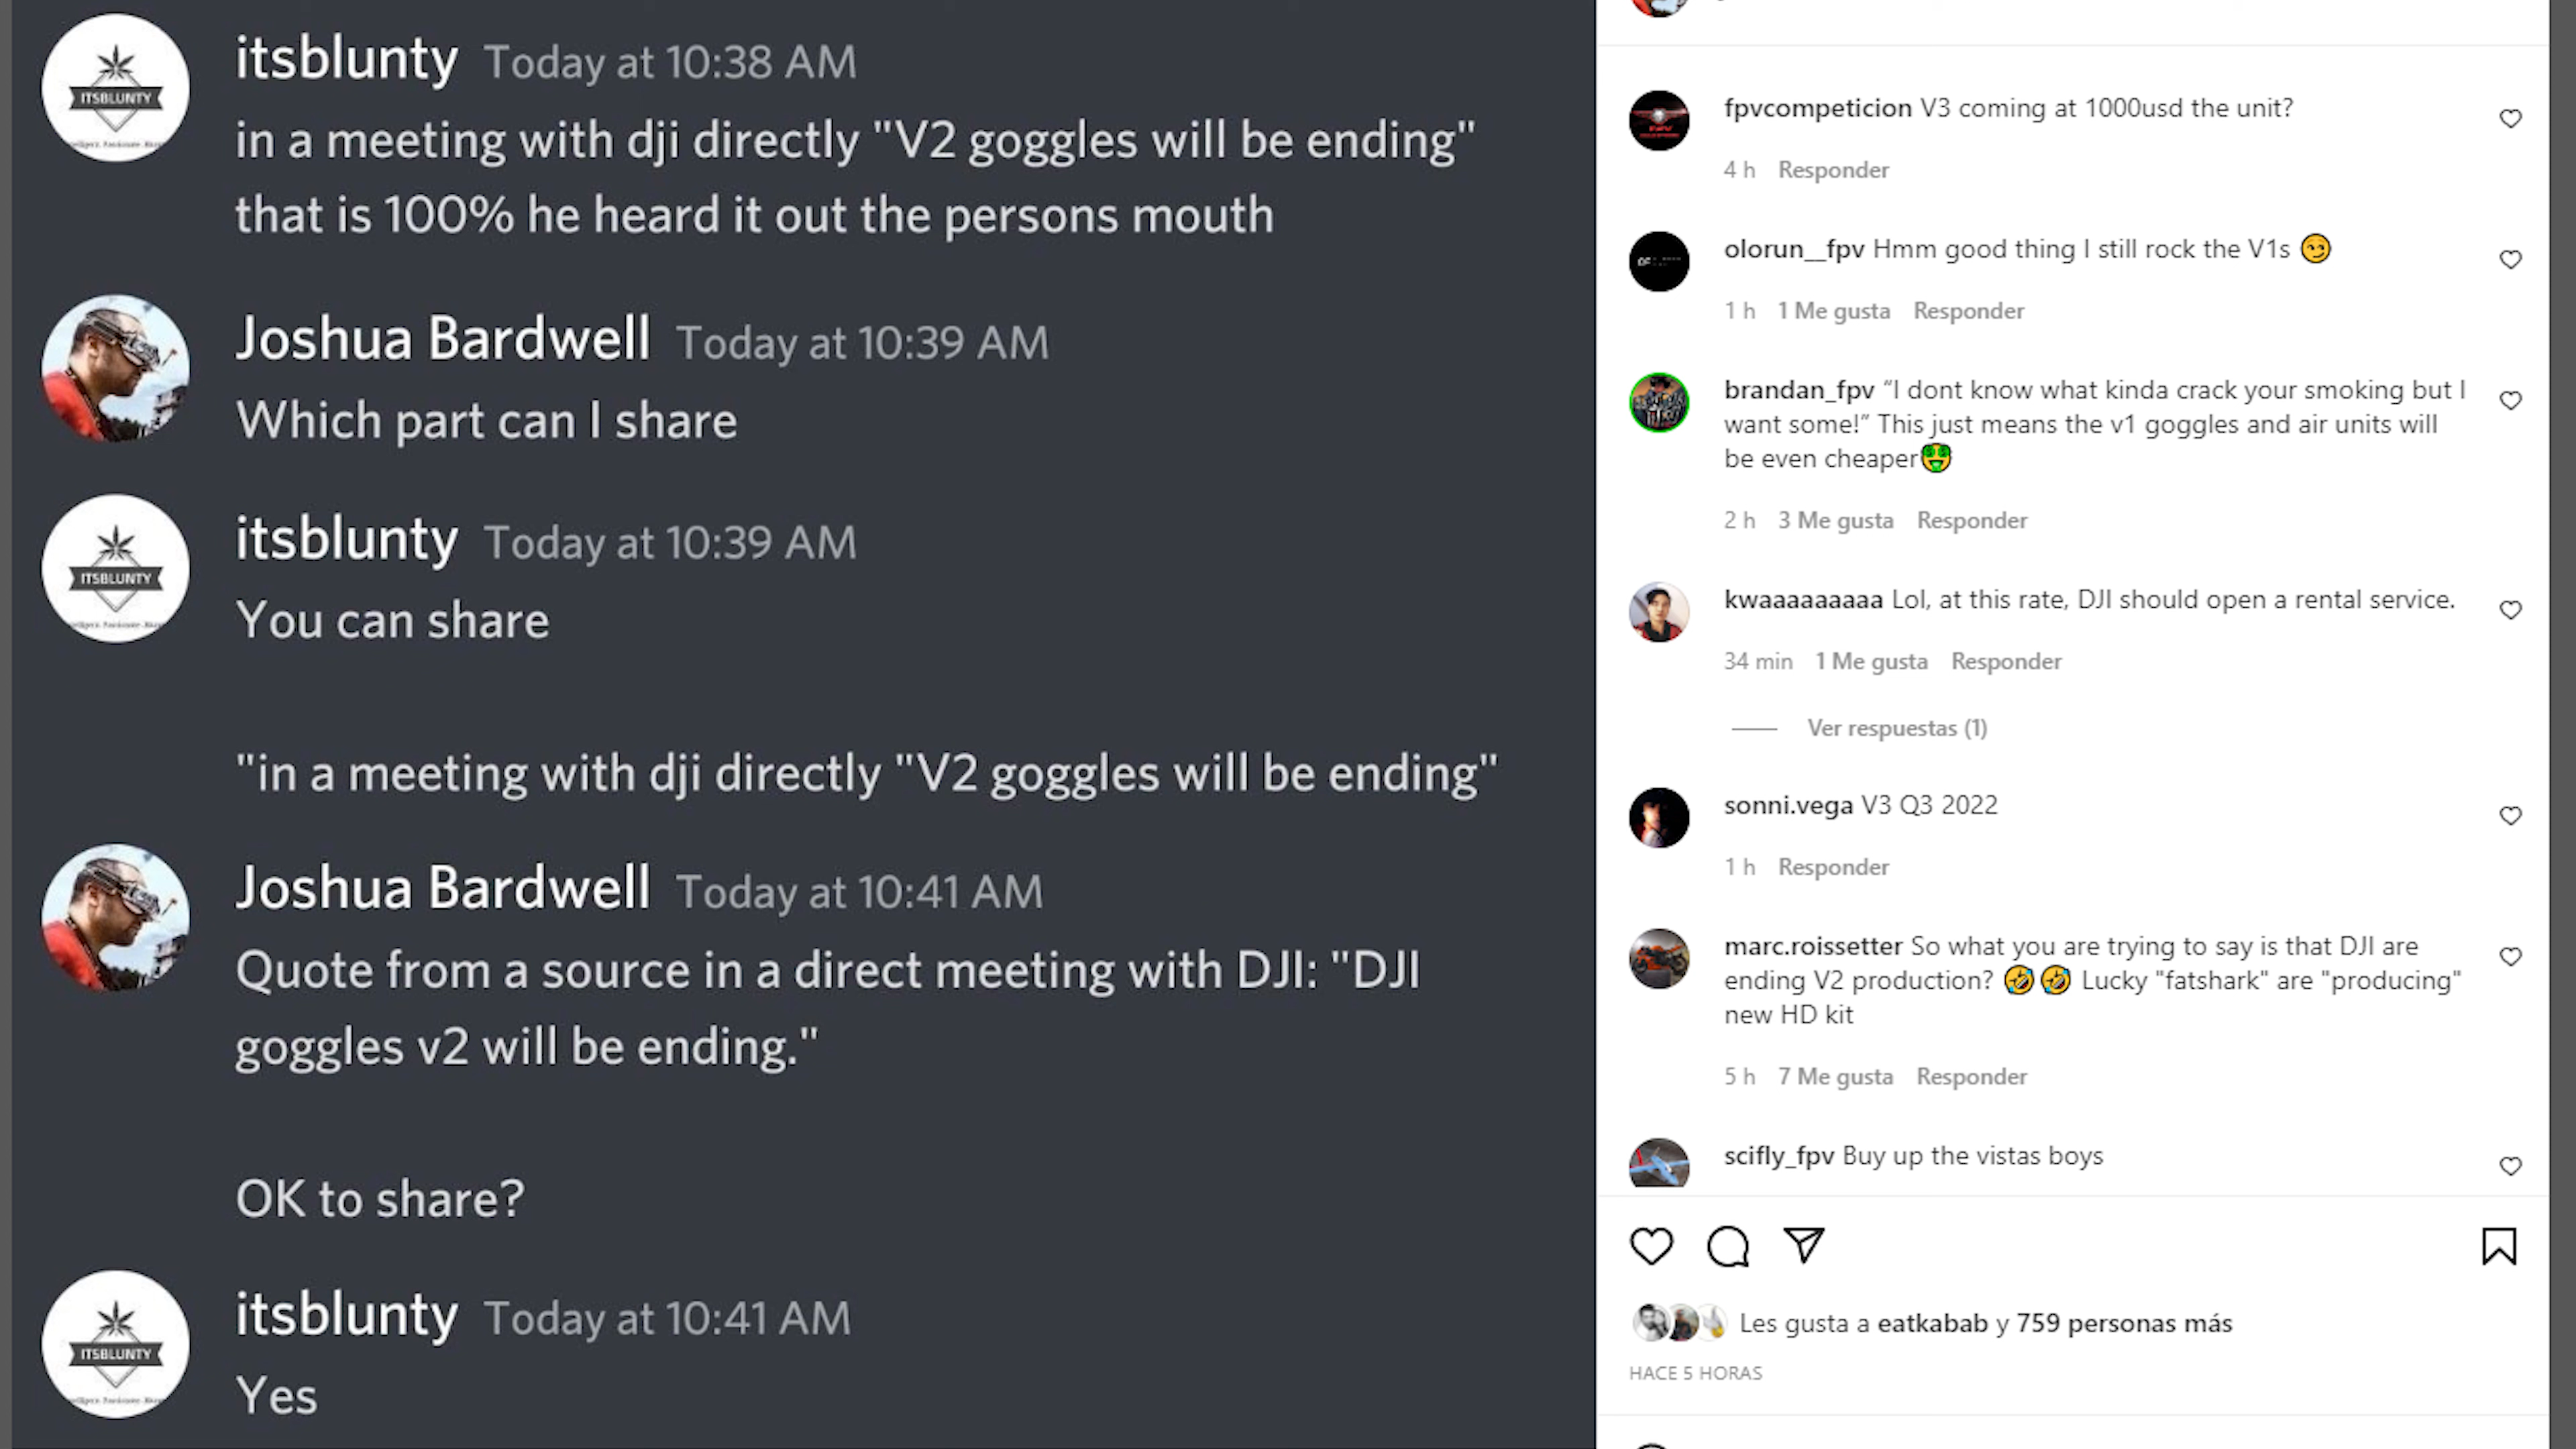 itsblunty Today at 10:38 AM
in a meeting with dji directly "V2 goggles will be ending"
that is 100% he heard it out the persons mouth
Joshua Bardwell Today at 10:39 AM
Which part can I share
itsblunty Today at 10:39 AM
You can share
"in a meeting with dji directly "V2 goggles will be ending"
Joshua Bardwell Today at 10:41 AM
Quote from a source in a direct meeting with DJI: "DJI
goggles v2 will be ending."
OK to share?
itsblunty Today at 10:41 AM
Yes
ITSBLUNTY
ITSBLUNTY
ITSBLUNTY
fpvcompeticion V3 coming at 1000usd the unit?
4 h Responder
olorun__fpv Hmm good thing I still rock the V1s 😏
1 h 1 Me gusta Responder
brandan_fpv “I dont know what kinda crack your smoking but I
want some!” This just means the v1 goggles and air units will
be even cheaper🤑
2 h 3 Me gusta Responder
kwaaaaaaaaa Lol, at this rate, DJI should open a rental service.
34 min 1 Me gusta Responder
Ver respuestas (1)
sonni.vega V3 Q3 2022
1 h Responder
marc.roissetter So what you are trying to say is that DJI are
ending V2 production? 🤣🤣 Lucky "fatshark" are "producing"
new HD kit
5 h 7 Me gusta Responder
scifly_fpv Buy up the vistas boys
Les gusta a eatkabab y 759 personas más
HACE 5 HORAS